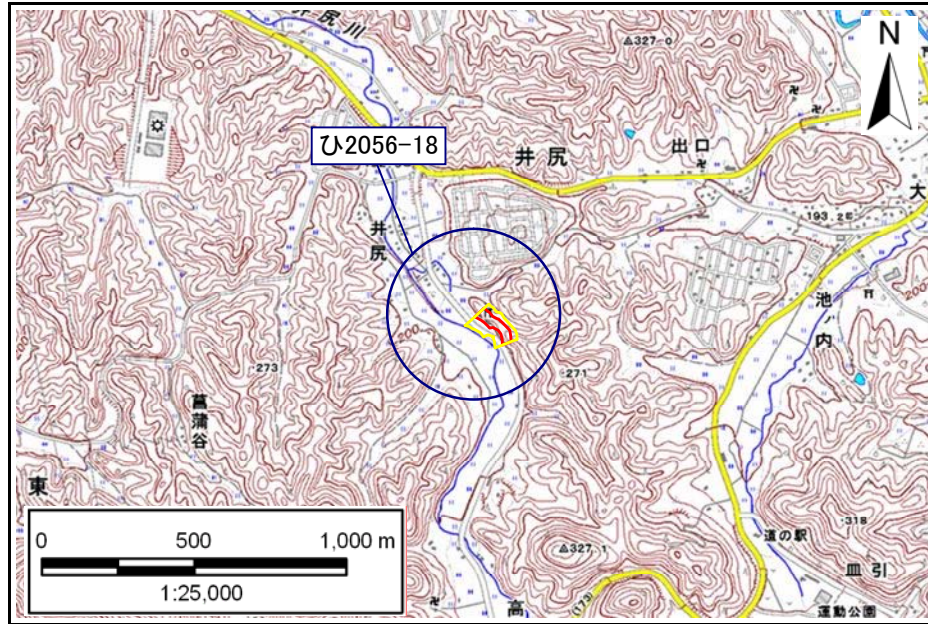 井尻川
327.0
N
ひ2056-18
井尻
出口
大
193.2
井尻
池ノ内
200
200
273
271
菖蒲谷
東
318
道の駅
327.1
皿引
(173)
高
運動公園
0 500 1,000 m
1:25,000